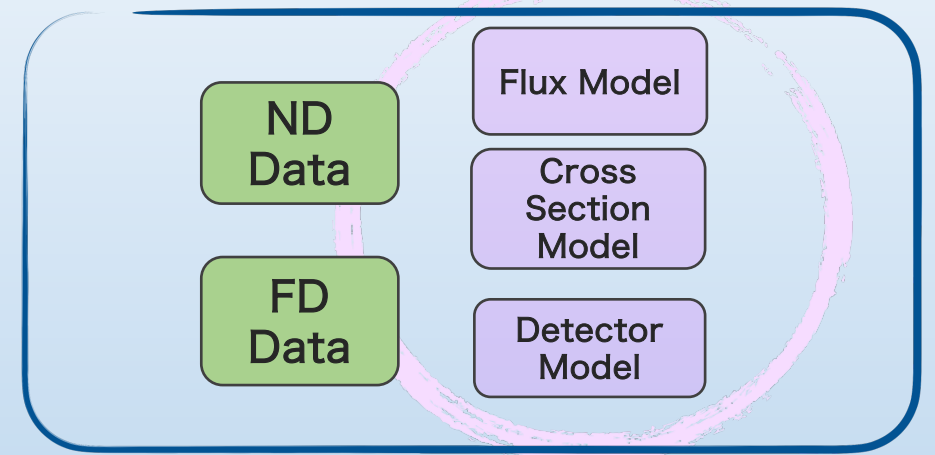 ND
Data
FD
Data
Flux Model
Cross
Section
Model
Detector
Model